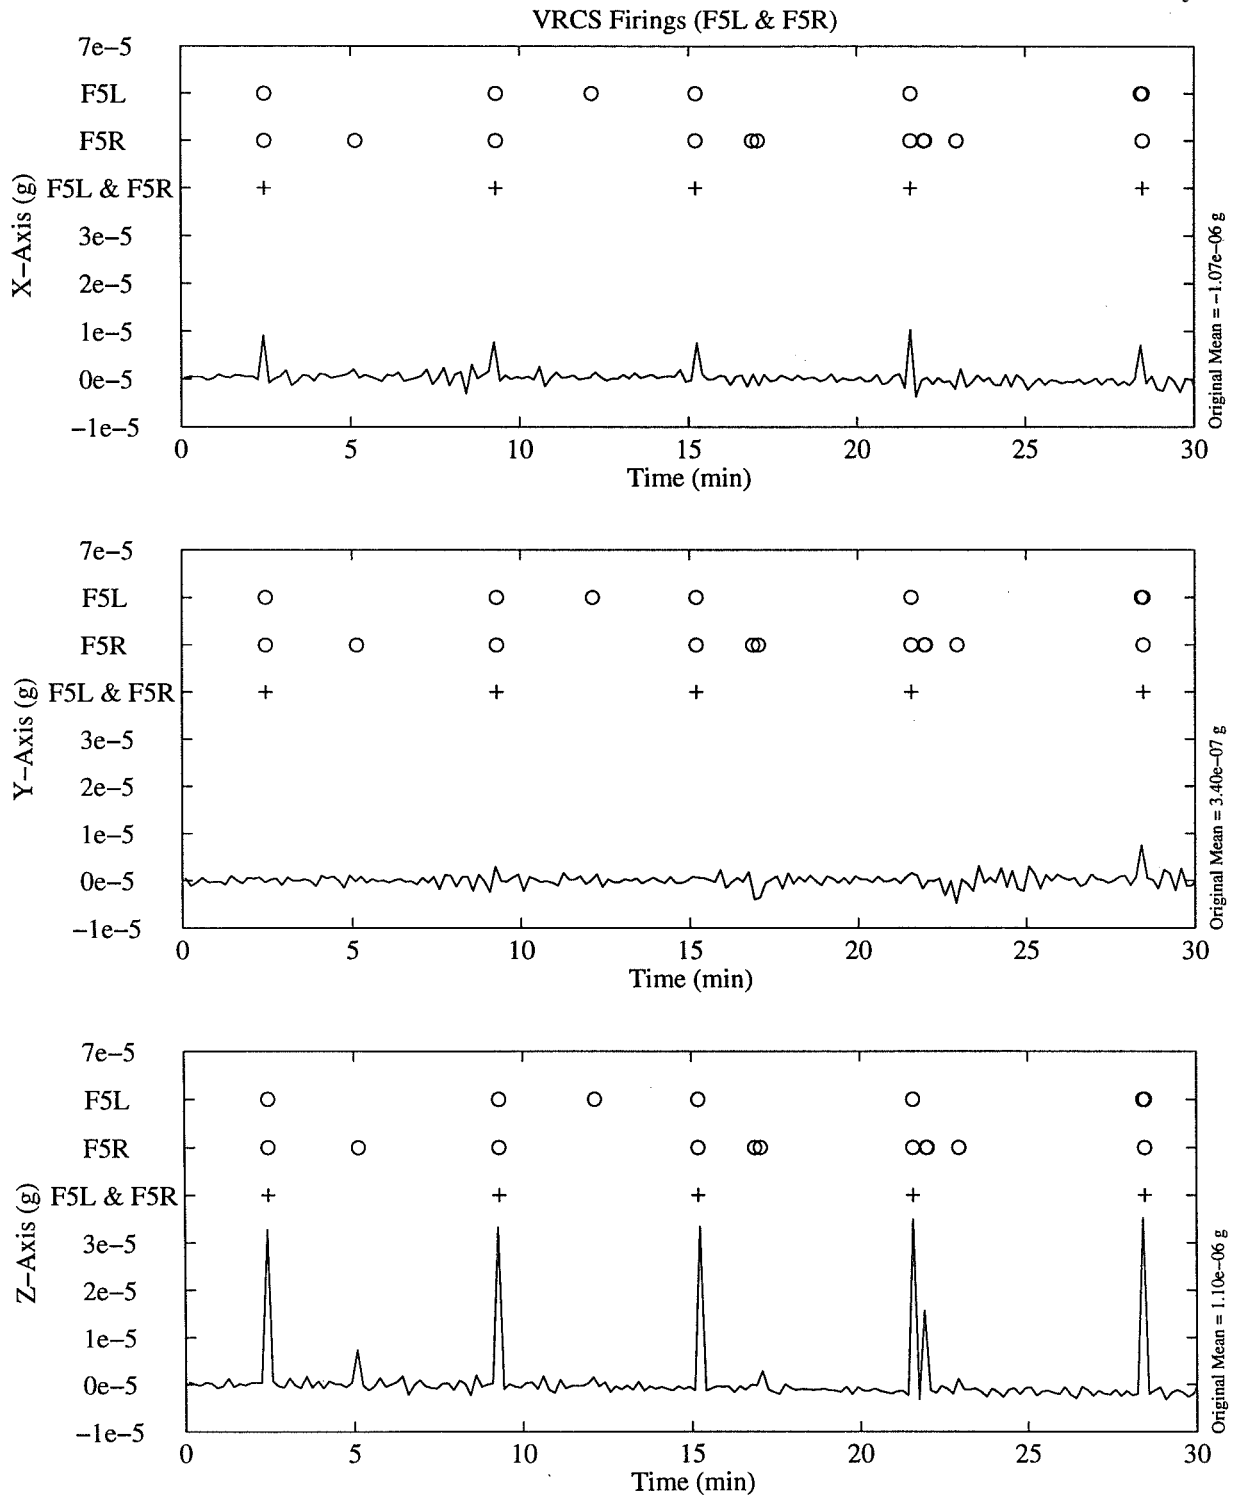 VRCS Firings (F5L & F5R)
7e−5
F5L
F5R
F5L & F5R
3e−5
2e−5
1e−5
0e−5
−1e−5
X−Axis (g)
0 5 10 15 20 25 30
Time (min)
Original Mean = −1.07e−06 g
7e−5
F5L
F5R
F5L & F5R
3e−5
2e−5
1e−5
0e−5
−1e−5
Y−Axis (g)
0 5 10 15 20 25 30
Time (min)
Original Mean = 3.40e−07 g
7e−5
F5L
F5R
F5L & F5R
3e−5
2e−5
1e−5
0e−5
−1e−5
Z−Axis (g)
0 5 10 15 20 25 30
Time (min)
Original Mean = 1.10e−06 g